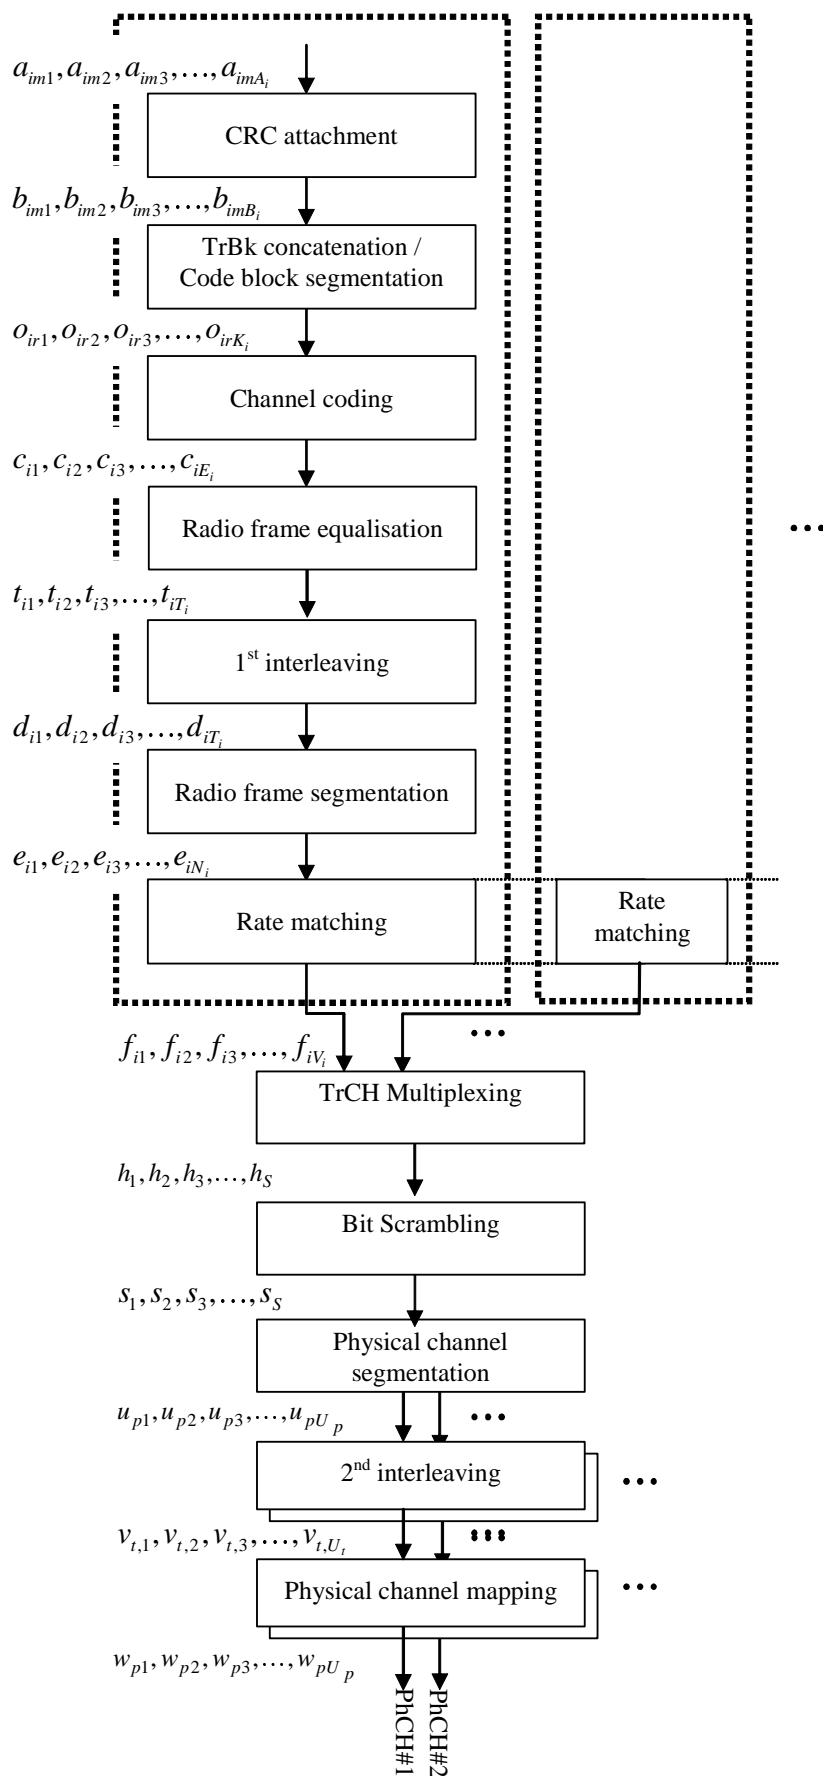 a_{im1}, a_{im2}, a_{im3}, ..., a_{imA_i}
CRC attachment
b_{im1}, b_{im2}, b_{im3}, ..., b_{imB_i}
TrBk concatenation /
Code block segmentation
o_{ir1}, o_{ir2}, o_{ir3}, ..., o_{irK_i}
Channel coding
c_{i1}, c_{i2}, c_{i3}, ..., c_{iE_i}
Radio frame equalisation
...
t_{i1}, t_{i2}, t_{i3}, ..., t_{iT_i}
1^{st} interleaving
d_{i1}, d_{i2}, d_{i3}, ..., d_{iT_i}
Radio frame segmentation
e_{i1}, e_{i2}, e_{i3}, ..., e_{iN_i}
Rate matching
Rate
matching
...
f_{i1}, f_{i2}, f_{i3}, ..., f_{iV_i}
TrCH Multiplexing
h_1, h_2, h_3, ..., h_S
Bit Scrambling
s_1, s_2, s_3, ..., s_S
Physical channel
segmentation
u_{p1}, u_{p2}, u_{p3}, ..., u_{pU_p}
...
2^{nd} interleaving
...
v_{t,1}, v_{t,2}, v_{t,3}, ..., v_{t,U_t}
...
Physical channel mapping
...
w_{p1}, w_{p2}, w_{p3}, ..., w_{pU_p}
PhCH#1
PhCH#2